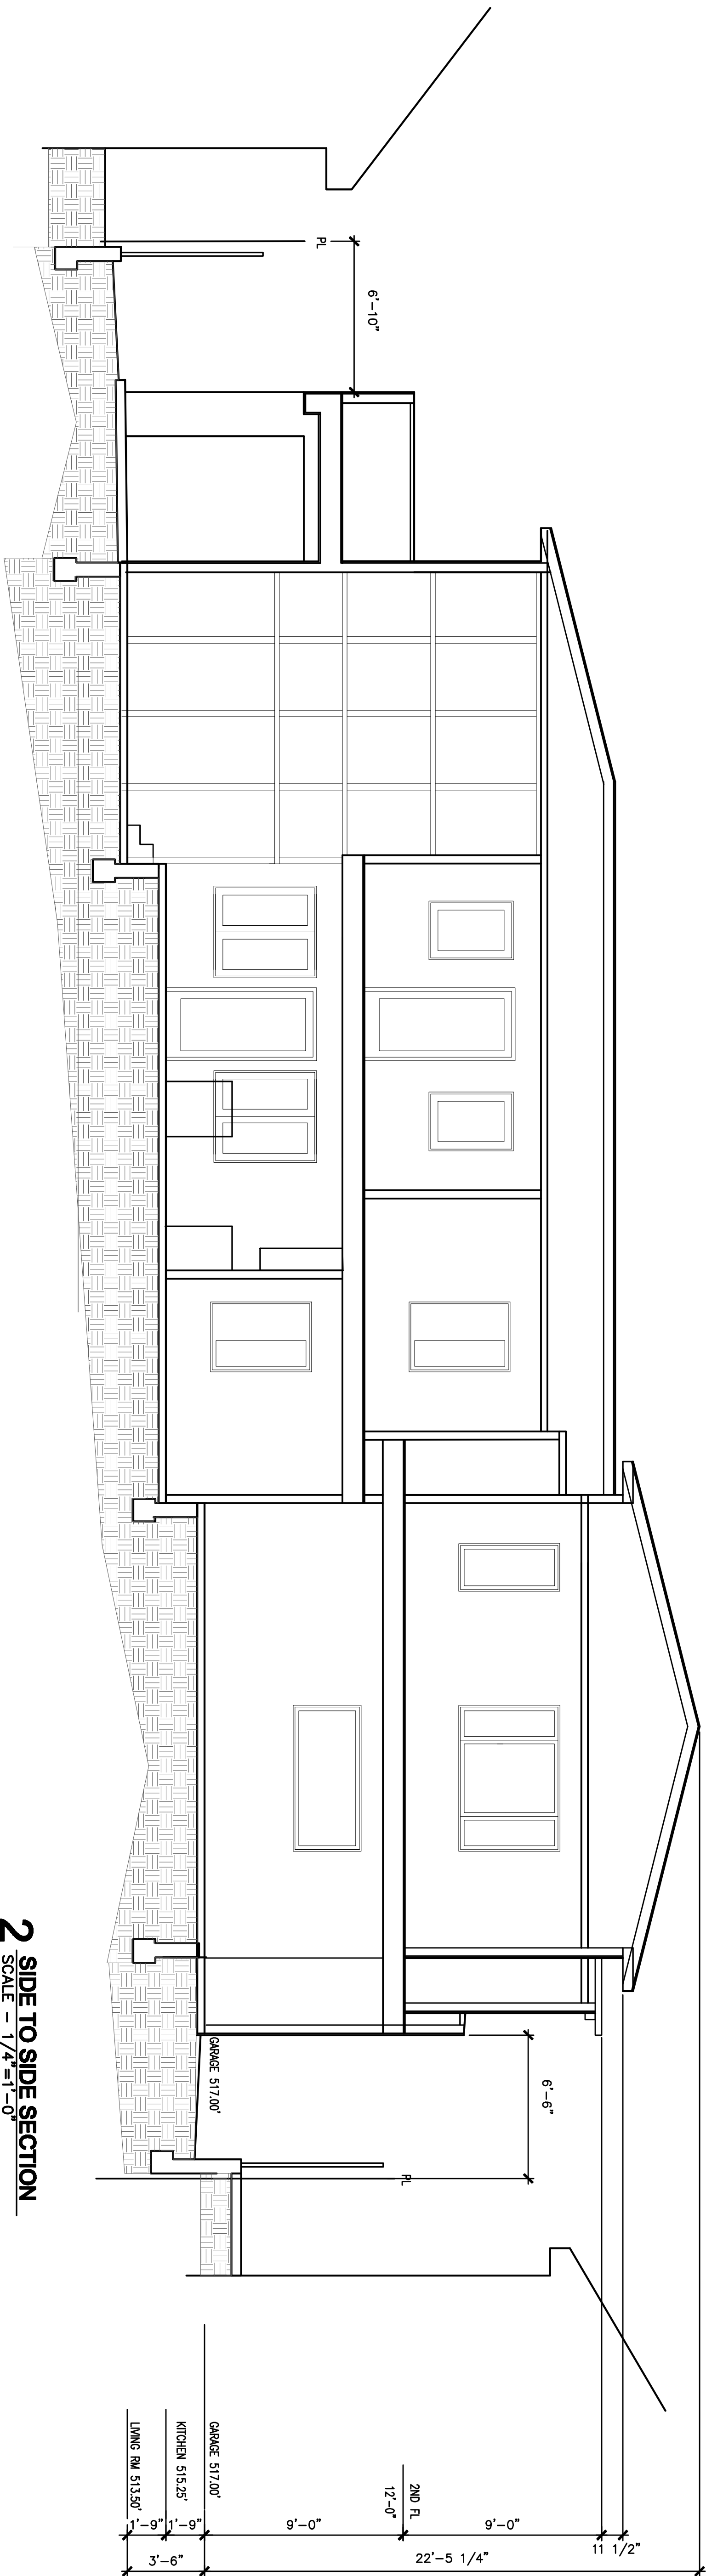 PL
6'-10"
GARAGE 517.00'
6'-6"
PL
GARAGE 517.00'
KITCHEN 515.25'
LIVING RM 513.50'
2ND FL
12'-0"
11 1/2"
9'-0"
9'-0"
1'-9"
1'-9"
22'-5 1/4"
3'-6"
2 SIDE TO SIDE SECTION
SCALE - 1/4"=1'-0"